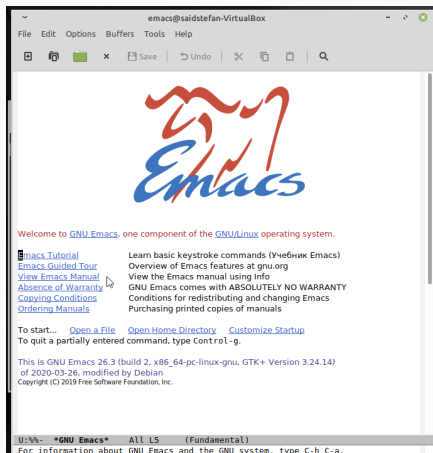 emacs@saidstefan-VirtualBox
File Edit Options Buffers Tools Help
Save Undo
Emacs
Welcome to GNU Emacs, one component of the GNU/Linux operating system.
Emacs Tutorial Learn basic keystroke commands (Учебник Emacs)
Emacs Guided Tour Overview of Emacs features at gnu.org
View Emacs Manual View the Emacs manual using Info
Absence of Warranty GNU Emacs comes with ABSOLUTELY NO WARRANTY
Copying Conditions Conditions for redistributing and changing Emacs
Ordering Manuals Purchasing printed copies of manuals
To start... Open a File Open Home Directory Customize Startup
To quit a partially entered command, type Control-g.
This is GNU Emacs 26.3 (build 2, x86_64-pc-linux-gnu, GTK+ Version 3.24.14)
of 2020-03-26, modified by Debian
Copyright (C) 2019 Free Software Foundation, Inc.
U:%%- *GNU Emacs* All L5 (Fundamental)
For information about GNU Emacs and the GNU system, type C-h C-a.